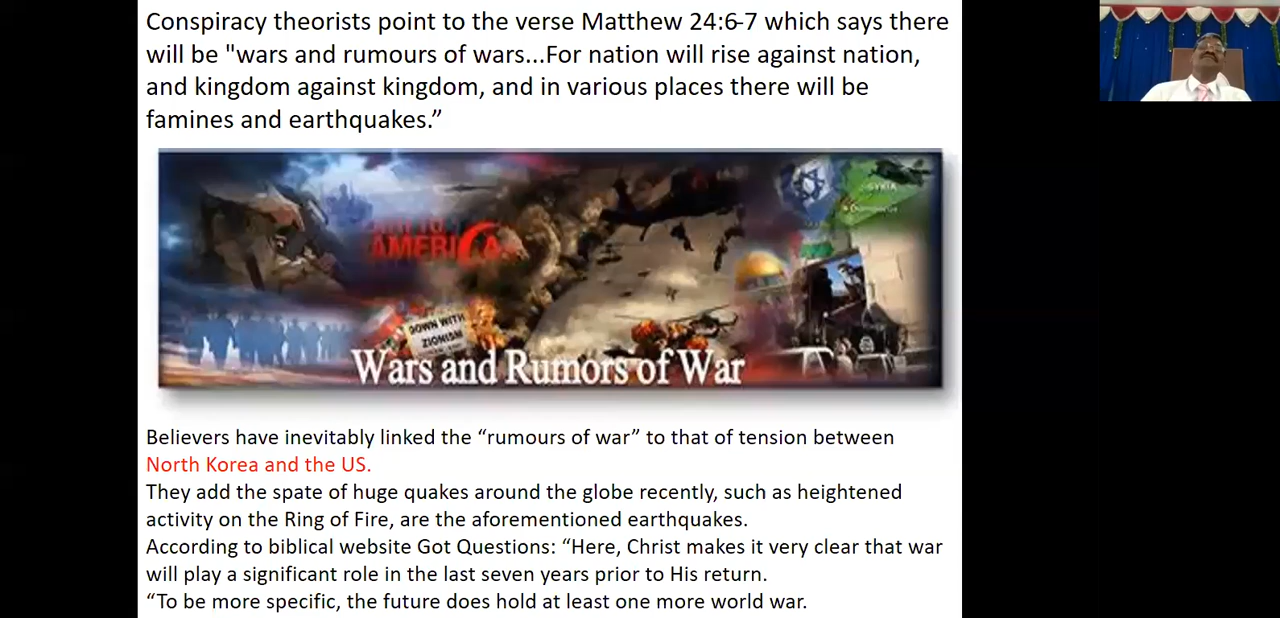 Conspiracy theorists point to the verse Matthew 24:6-7 which says there
will be "wars and rumours of wars...For nation will rise against nation,
and kingdom against kingdom, and in various places there will be
famines and earthquakes.”
SYRIA
AMERICA
DOWN WITH
ZIONISM
Wars and Rumors of War
Believers have inevitably linked the “rumours of war” to that of tension between
North Korea and the US.
They add the spate of huge quakes around the globe recently, such as heightened
activity on the Ring of Fire, are the aforementioned earthquakes.
According to biblical website Got Questions: “Here, Christ makes it very clear that war
will play a significant role in the last seven years prior to His return.
“To be more specific, the future does hold at least one more world war.